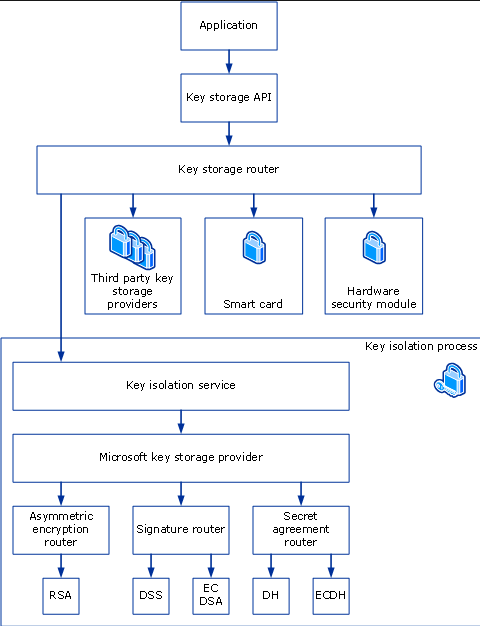 Application
Key storage API
Key storage router
Third party key
storage
providers
Smart card
Hardware
security module
Key isolation process
Key isolation service
Microsoft key storage provider
Asymmetric
encryption
router
Signature router
Secret
agreement
router
RSA
DSS
EC
DSA
DH
ECDH